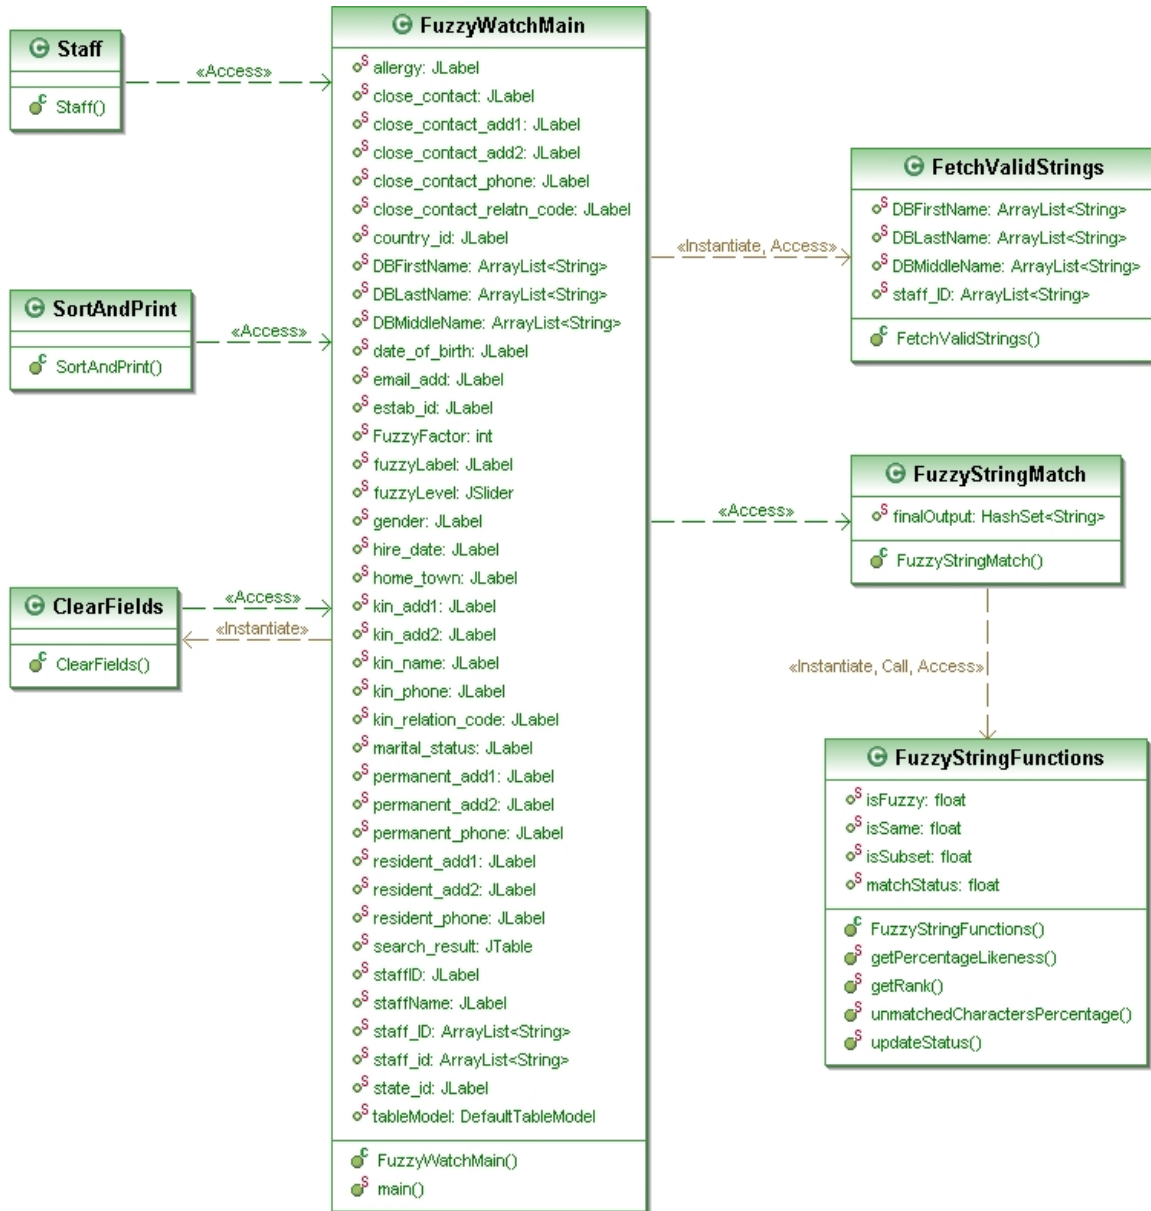 Staff
Staff()
«Access»
SortAndPrint
SortAndPrint()
«Access»
ClearFields
ClearFields()
«Access»
«Instantiate»
FuzzyWatchMain
allergy: JLabel
close_contact: JLabel
close_contact_add1: JLabel
close_contact_add2: JLabel
close_contact_phone: JLabel
close_contact_relatn_code: JLabel
country_id: JLabel
DBFirstName: ArrayList<String>
DBLastName: ArrayList<String>
DBMiddleName: ArrayList<String>
date_of_birth: JLabel
email_add: JLabel
estab_id: JLabel
FuzzyFactor: int
fuzzyLabel: JLabel
fuzzyLevel: JSlider
gender: JLabel
hire_date: JLabel
home_town: JLabel
kin_add1: JLabel
kin_add2: JLabel
kin_name: JLabel
kin_phone: JLabel
kin_relation_code: JLabel
marital_status: JLabel
permanent_add1: JLabel
permanent_add2: JLabel
permanent_phone: JLabel
resident_add1: JLabel
resident_add2: JLabel
resident_phone: JLabel
search_result: JTable
staffID: JLabel
staffName: JLabel
staff_ID: ArrayList<String>
staff_id: ArrayList<String>
state_id: JLabel
tableModel: DefaultTableModel
FuzzyWatchMain()
main()
«Instantiate, Access»
FetchValidStrings
DBFirstName: ArrayList<String>
DBLastName: ArrayList<String>
DBMiddleName: ArrayList<String>
staff_ID: ArrayList<String>
FetchValidStrings()
«Access»
FuzzyStringMatch
finalOutput: HashSet<String>
FuzzyStringMatch()
«Instantiate, Call, Access»
FuzzyStringFunctions
isFuzzy: float
isSame: float
isSubset: float
matchStatus: float
FuzzyStringFunctions()
getPercentageLikeness()
getRank()
unmatchedCharactersPercentage()
updateStatus()